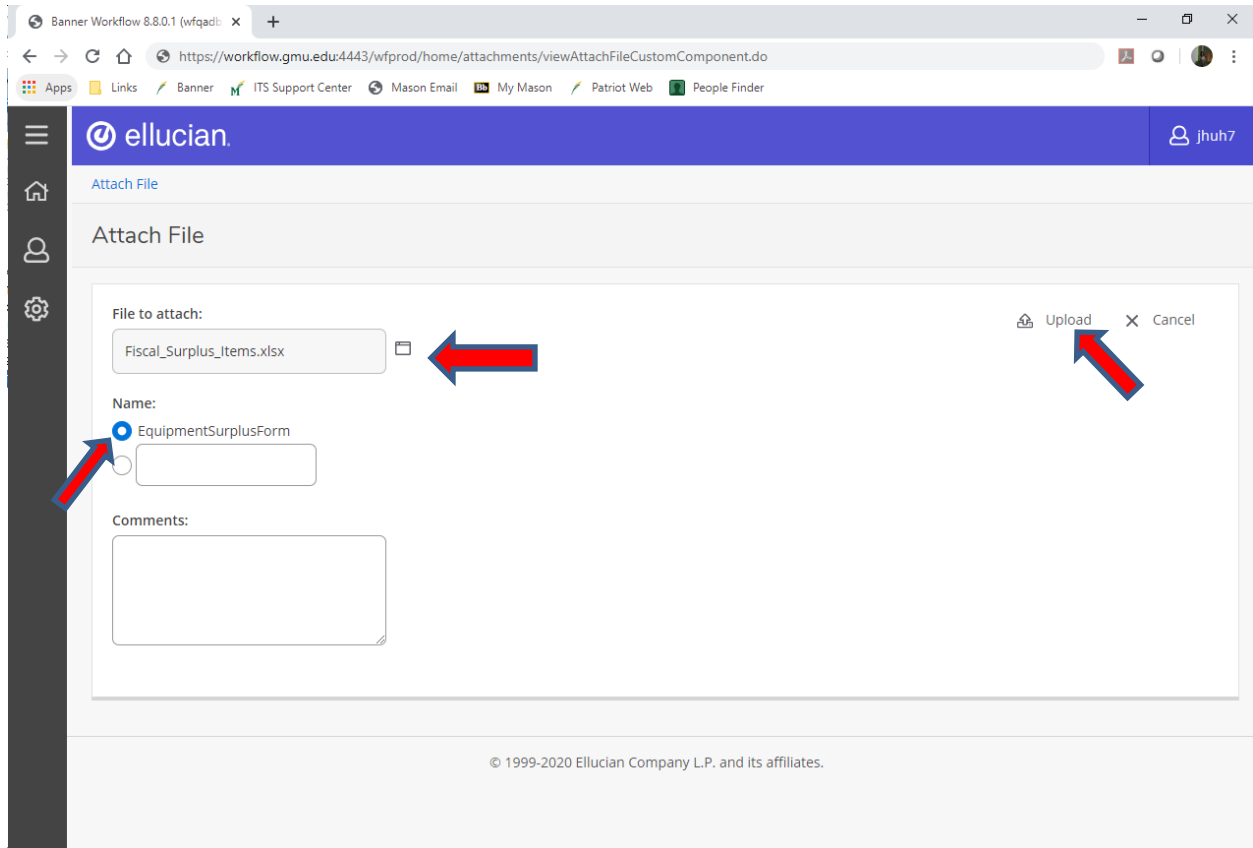 Banner Workflow 8.8.0.1 (wfqadb
https://workflow.gmu.edu:4443/wfprod/home/attachments/viewAttachFileCustomComponent.do
Apps Links Banner ITS Support Center Mason Email Bb My Mason Patriot Web People Finder
ellucian. jhuh7
Attach File
Attach File
File to attach:
Upload Cancel
Fiscal_Surplus_Items.xlsx
Name:
EquipmentSurplusForm
Comments:
© 1999-2020 Ellucian Company L.P. and its affiliates.